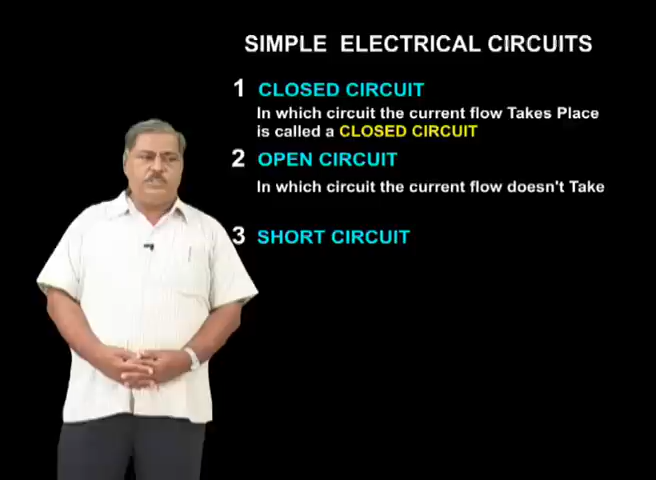 SIMPLE ELECTRICAL CIRCUITS
1 CLOSED CIRCUIT
In which circuit the current flow Takes Place
is called a CLOSED CIRCUIT
2 OPEN CIRCUIT
In which circuit the current flow doesn't Take
3 SHORT CIRCUIT